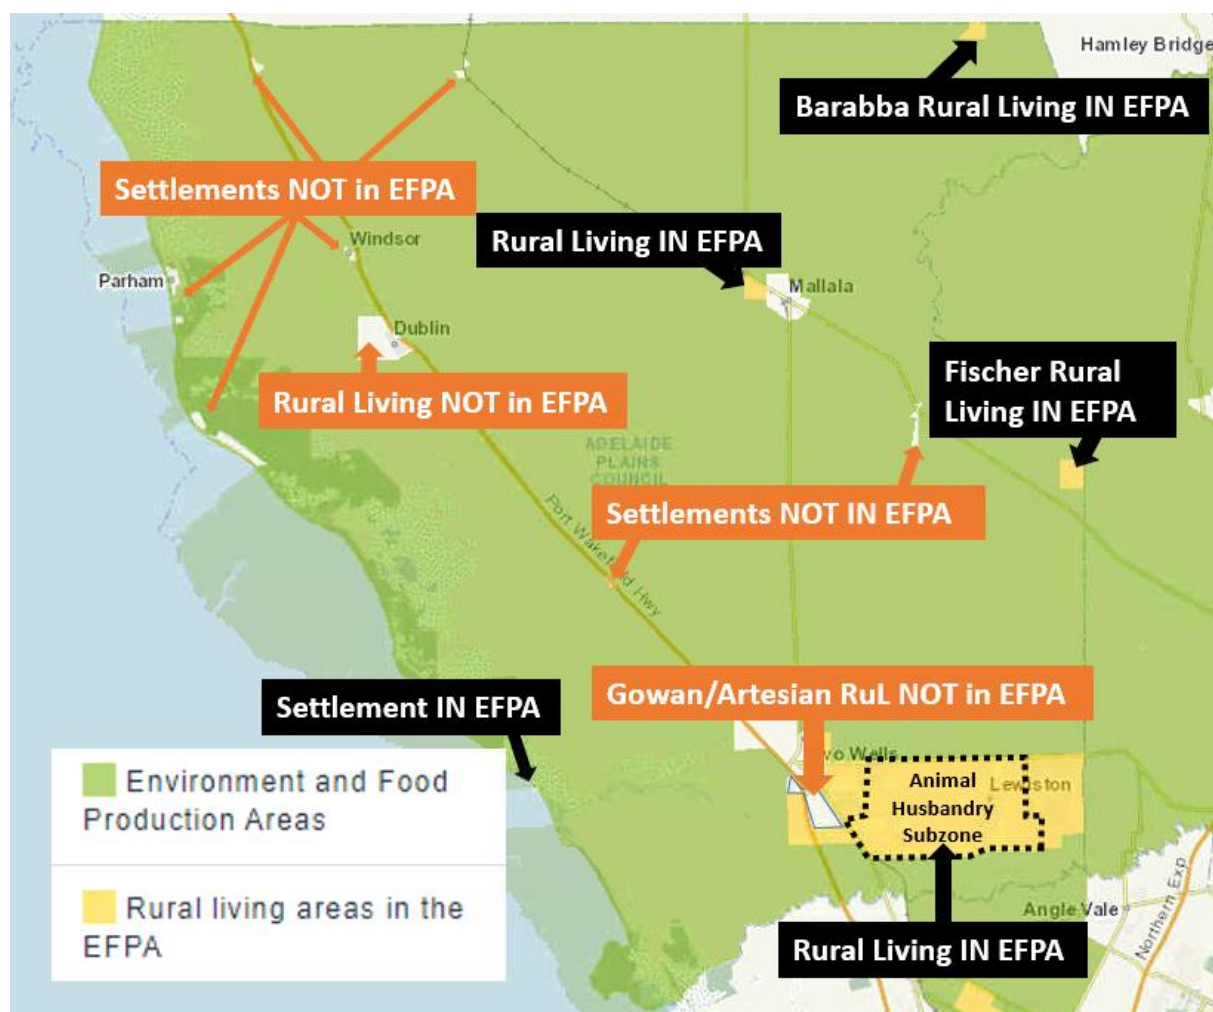 Hamley Bridge
Barabba Rural Living IN EFPA
Settlements NOT in EFPA
Rural Living IN EFPA
Windsor
Parham
Mallala
Dublin
Fischer Rural
Living IN EFPA
Rural Living NOT in EFPA
ADELAIDE
PLAINS
COUNCIL
Settlements NOT IN EFPA
Port Wakefield Hwy
Gowan/Artesian RuL NOT in EFPA
Settlement IN EFPA
wo Wells
Animal
Husbandry
Subzone
Lewiston
Environment and Food
Production Areas
Rural living areas in the
EFPA
Angle Vale
Northern Exp
Rural Living IN EFPA